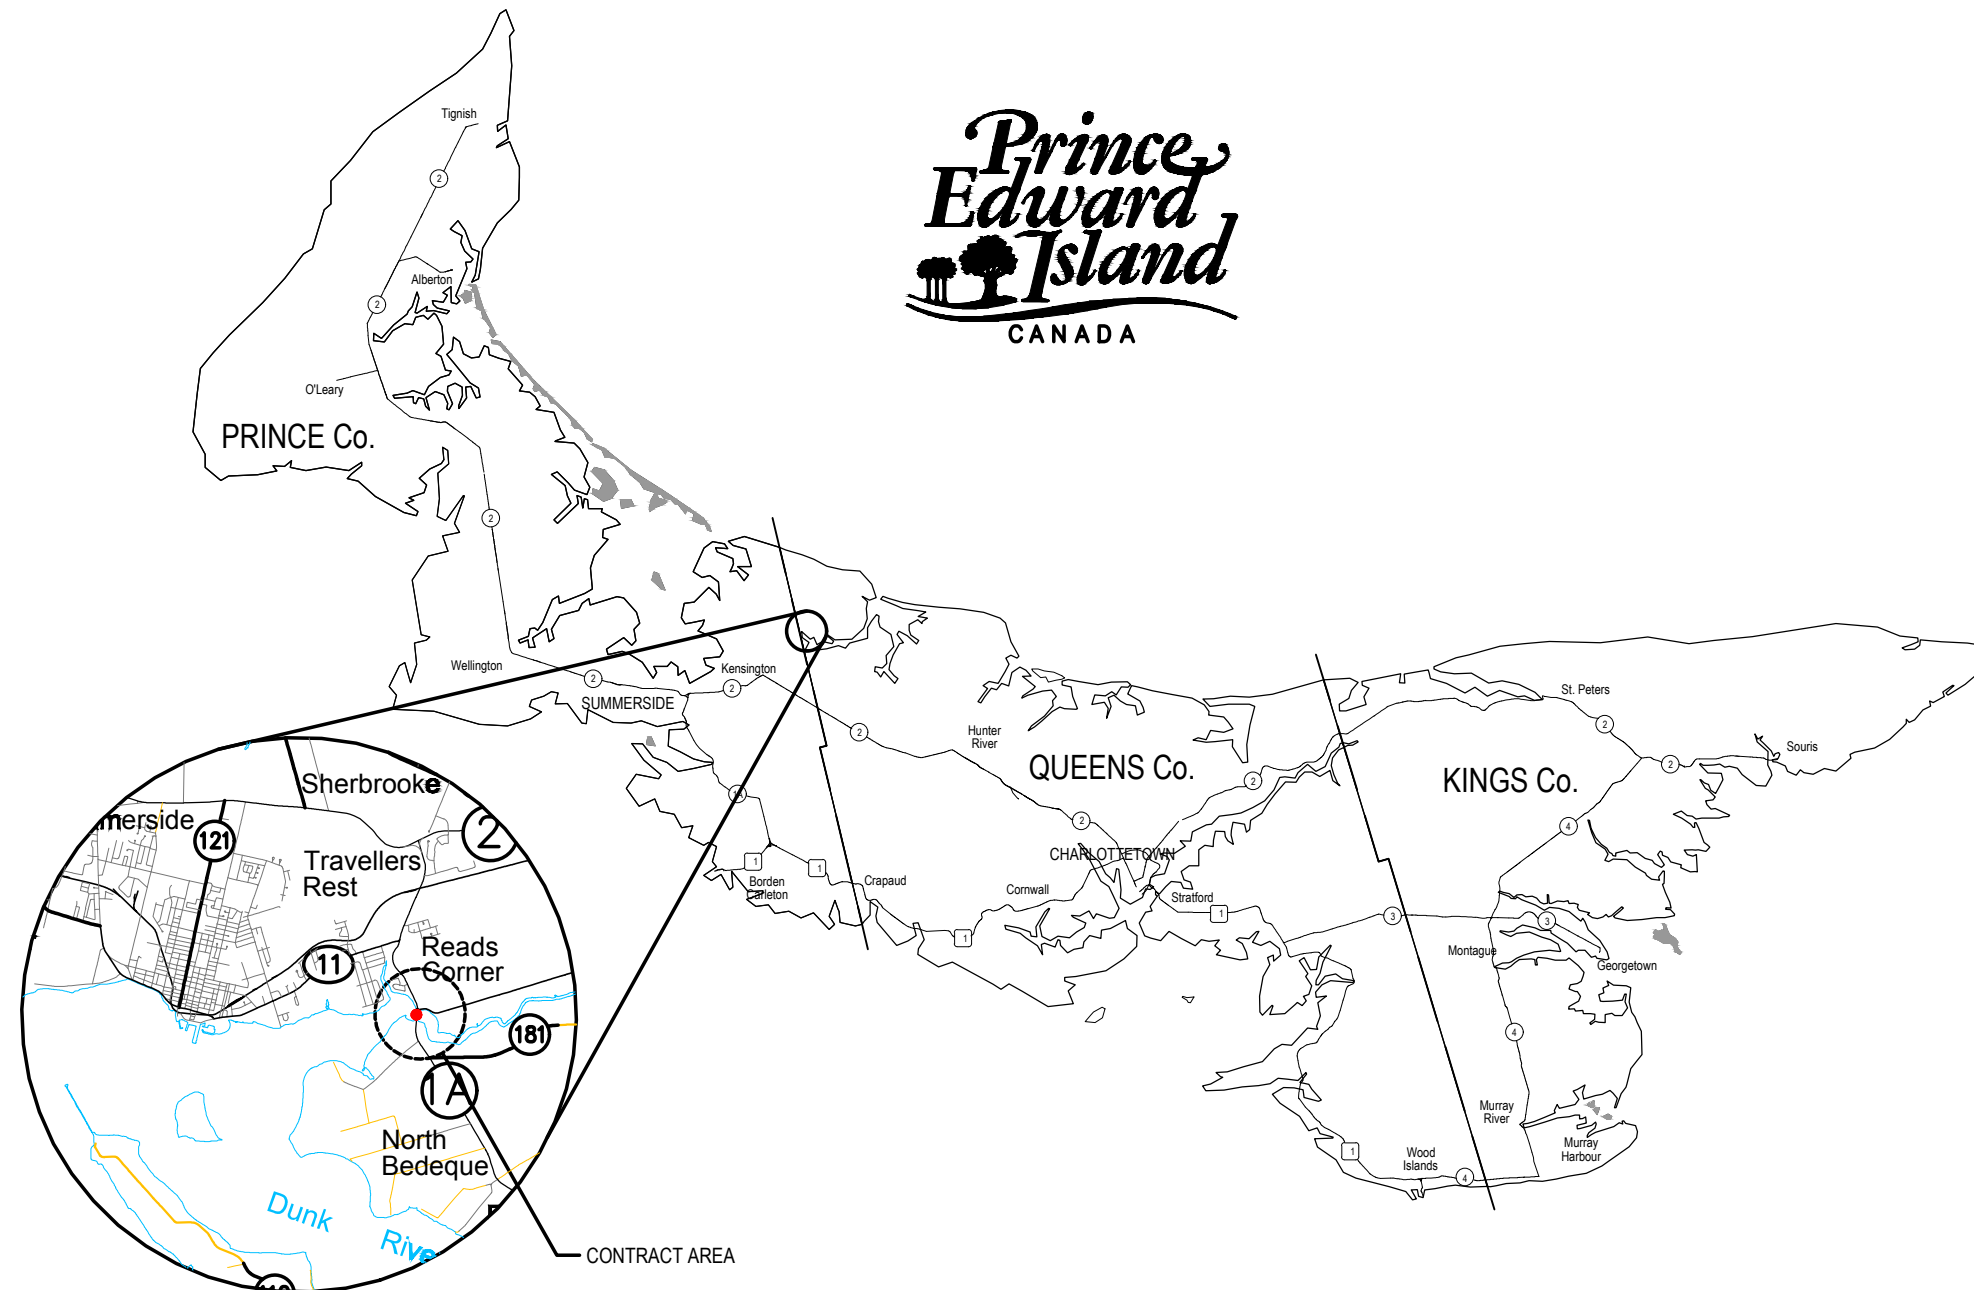 Prince
Edward
Island
CANADA
Tignish
2
Alberton
2
O'Leary
PRINCE Co.
2
Wellington
2
Kensington
2
SUMMERSIDE
2
Hunter
River
QUEENS Co.
2
St. Peters
2
Souris
2
KINGS Co.
1A
2
4
CHARLOTTETOWN
1
1
Borden
Carleton
Crapaud
Cornwall
Stratford
1
1
3
3
Montague
Georgetown
4
Murray
River
Murray
Harbour
1
Wood
Islands
4
Sherbrooke
merside
121
2
Travellers
Rest
Reads
Corner
11
181
1A
North
Bedeque
Dunk
Rive
CONTRACT AREA